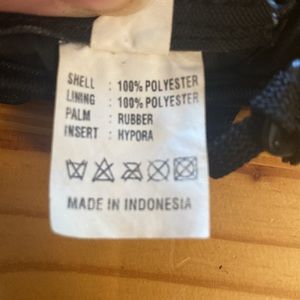 SHELL : 100% POLYESTER
LINING : 100% POLYESTER
PALM : RUBBER
INSERT : HYPORA
MADE IN INDONESIA